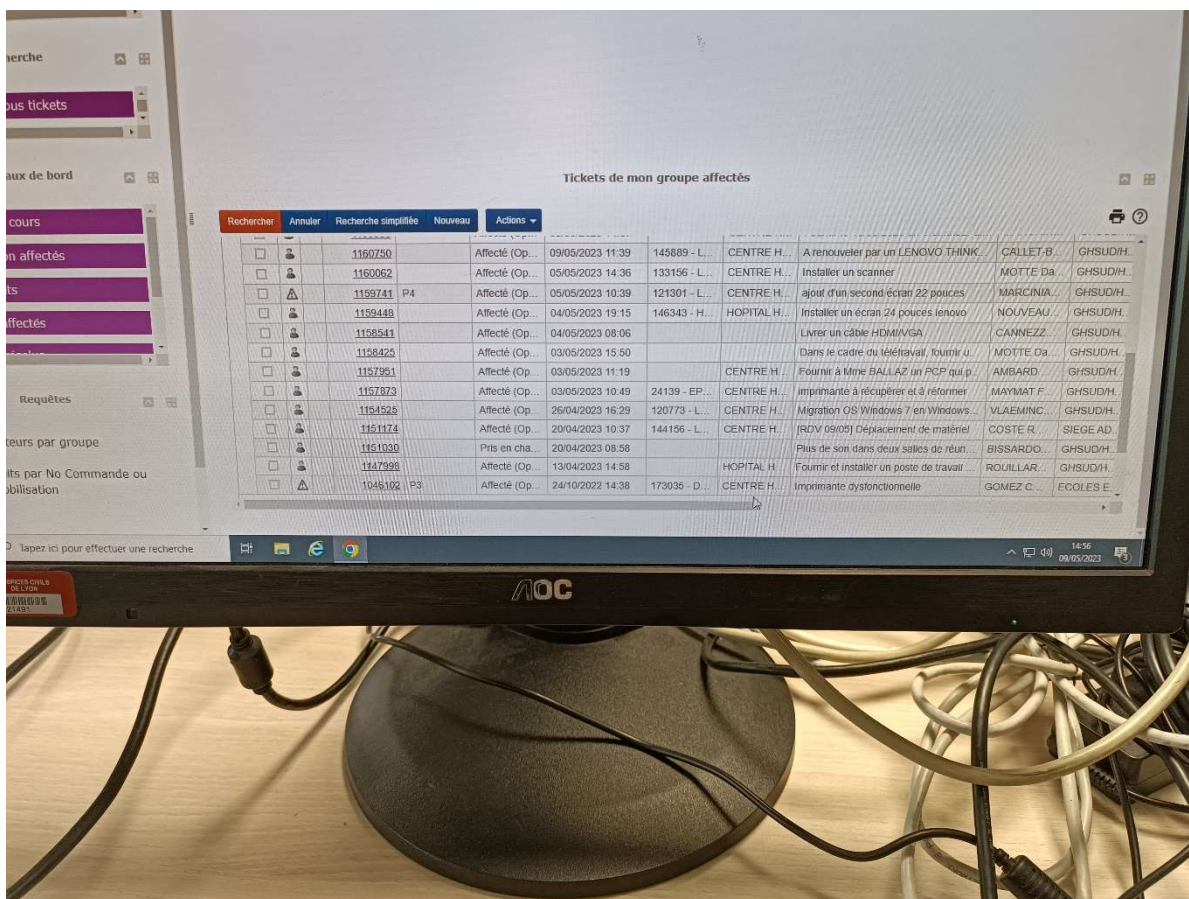 herche
ous tickets
aux de bord
cours
on affectés
ts
affectés
Requêtes
teurs par groupe
its par No Commande ou
obilisation
Tickets de mon groupe affectés
Rechercher Annuler Recherche simplifiée Nouveau Actions
1160750 Affecté (Op... 09/05/2023 11:39 145889 - L... CENTRE H... A renouveler par un LENOVO THINK... CALLET-B... GHSUD/H...
1160062 Affecté (Op... 05/05/2023 14:36 133156 - L... CENTRE H... Installer un scanner MOTTE Da... GHSUD/H...
1159741 P4 Affecté (Op... 05/05/2023 10:39 121301 - L... CENTRE H... ajout d'un second écran 22 pouces MARCINIA... GHSUD/H...
1159448 Affecté (Op... 04/05/2023 19:15 146343 - H... HOPITAL H... Installer un écran 24 pouces lenovo NOUVEAU... GHSUD/H...
1158541 Affecté (Op... 04/05/2023 08:06 Livrer un câble HDMI/VGA CANNEZZ... GHSUD/H...
1158425 Affecté (Op... 03/05/2023 15:50 Dans le cadre du télétravail, fournir u... MOTTE Da... GHSUD/H...
1157951 Affecté (Op... 03/05/2023 11:19 CENTRE H... Fournir à Mme BALLAZ un PCP qui p... AMBARD... GHSUD/H...
1157873 Affecté (Op... 03/05/2023 10:49 24139 - EP... CENTRE H... imprimante à récupérer et à réformer MAYMAT F... GHSUD/H...
1154525 Affecté (Op... 26/04/2023 16:29 120773 - L... CENTRE H... Migration OS Windows 7 en Windows... VLAEMINC... GHSUD/H...
1151174 Affecté (Op... 20/04/2023 10:37 144156 - L... CENTRE H... [RDV 09/05] Déplacement de matériel COSTE R... SIEGE AD...
1151030 Pris en cha... 20/04/2023 08:58 Plus de son dans deux salles de réun... BISSARDO... GHSUD/H...
1147998 Affecté (Op... 13/04/2023 14:58 HOPITAL H... Fournir et installer un poste de travail ROUILLAR... GHSUD/H...
1046102 P3 Affecté (Op... 24/10/2022 14:38 173035 - D... CENTRE H... Imprimante dysfonctionnelle GOMEZ C... ECOLES E...
Tapez ici pour effectuer une recherche
14:56
09/05/2023
3
AOC
SPICES CIVILS
DE LYON
21491